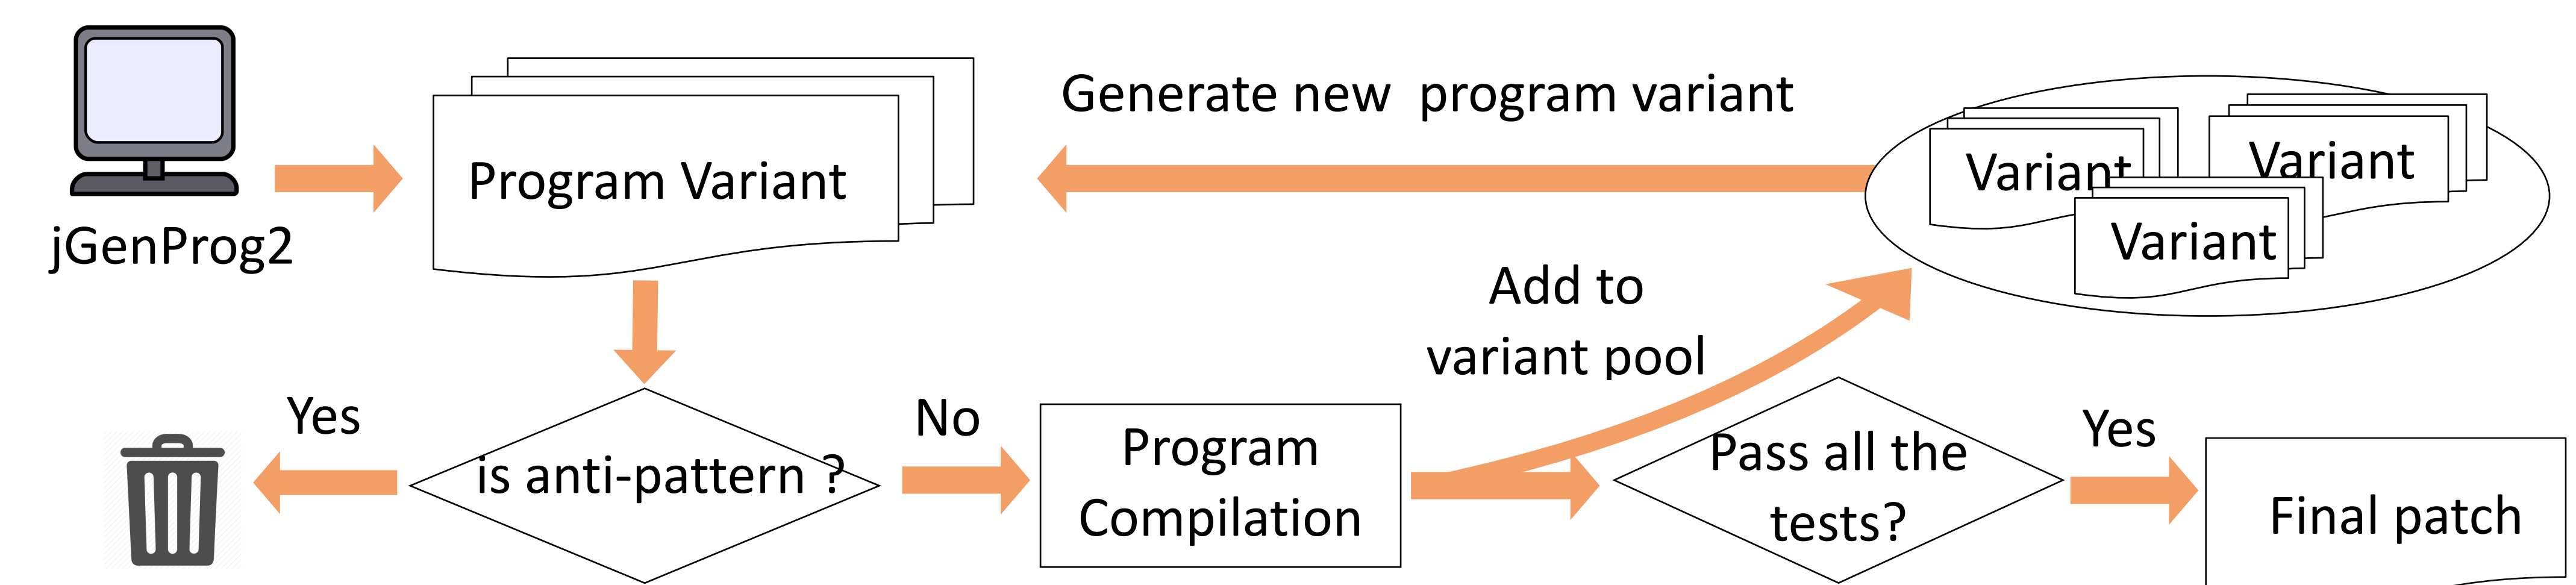 jGenProg2
Program Variant
Generate new program variant
Variant
Variant
Variant
Add to
variant pool
Yes
is anti-pattern ?
No
Program
Compilation
Pass all the
tests?
Yes
Final patch